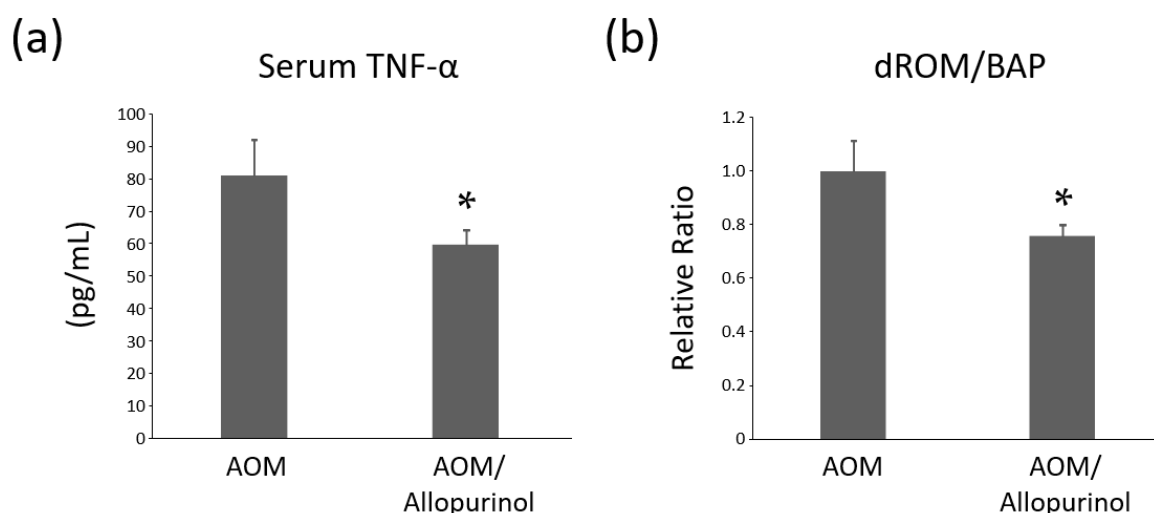 (a)
Serum TNF-α
(pg/mL)
100
90
80
70
60
50
40
30
20
10
0
*
AOM
AOM/
Allopurinol
(b)
dROM/BAP
Relative Ratio
1.2
1.0
0.8
0.6
0.4
0.2
0
*
AOM
AOM/
Allopurinol